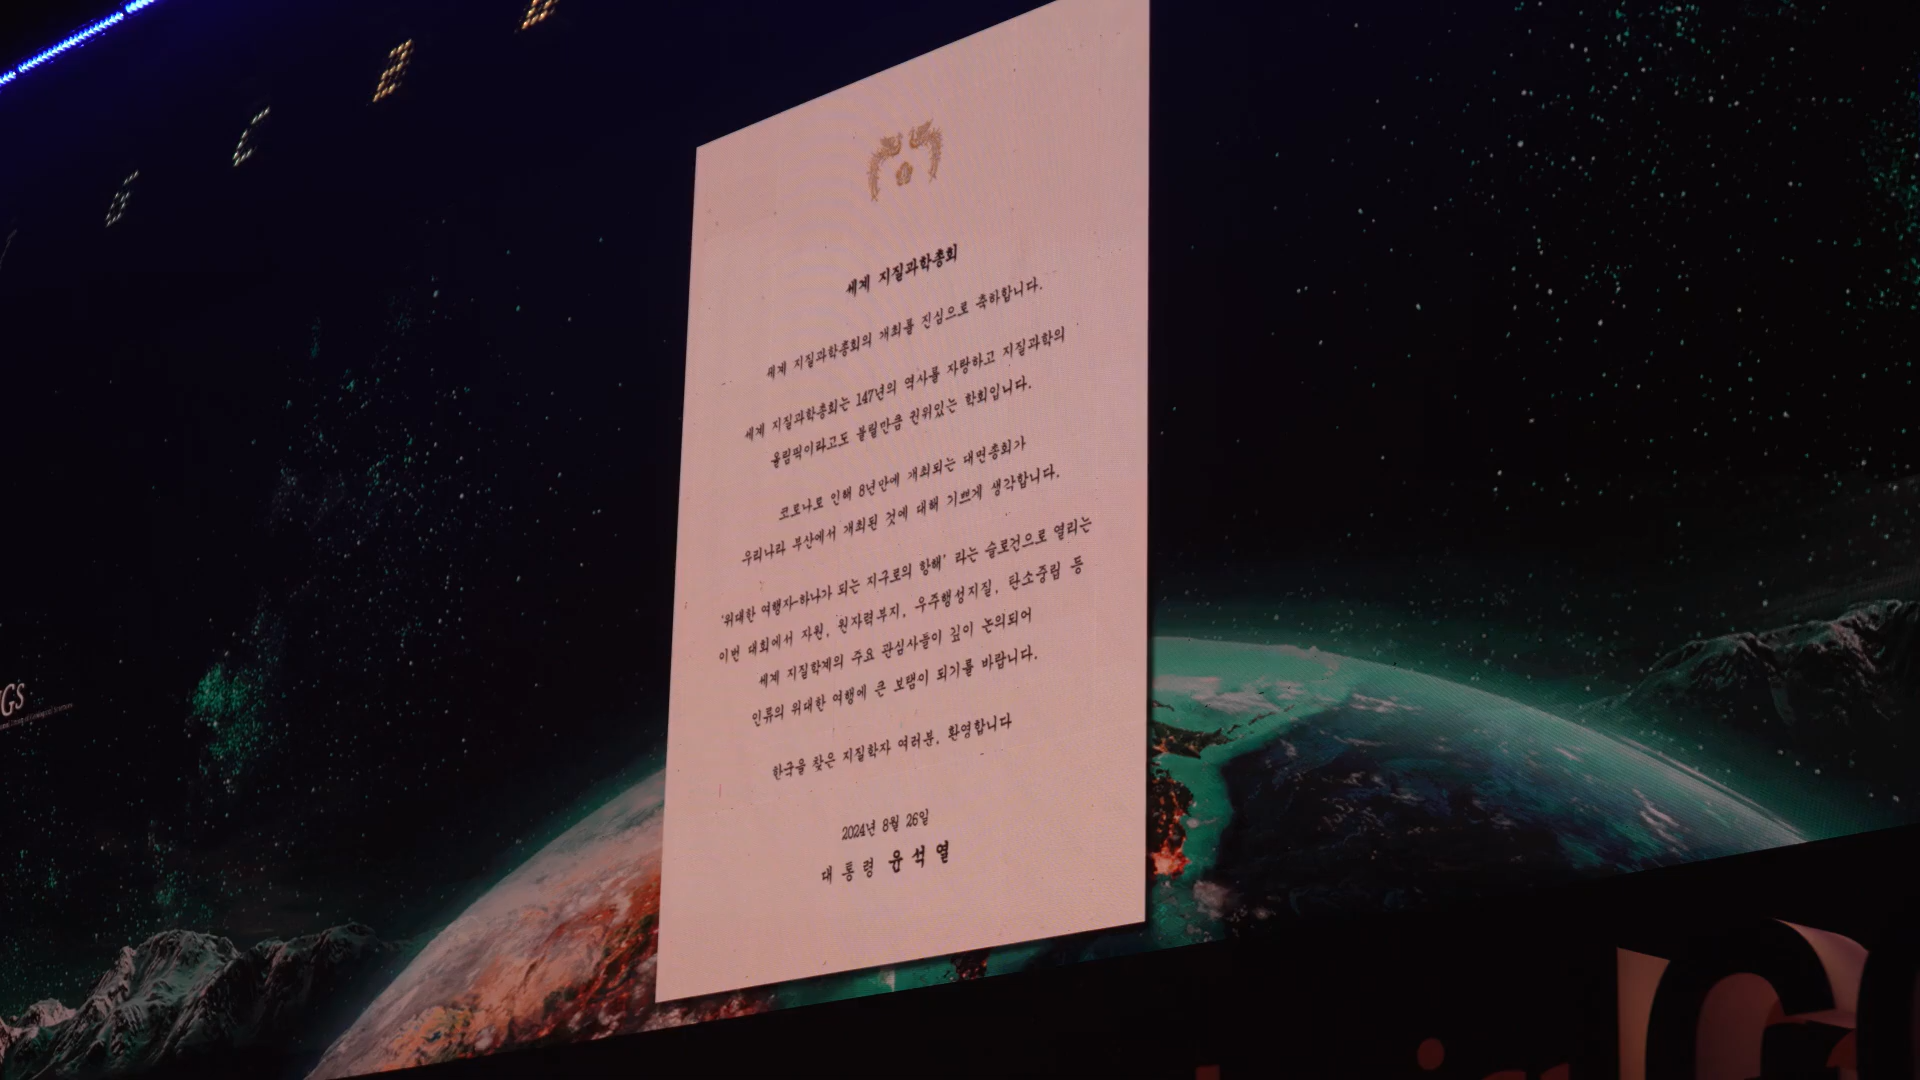 세계 지질과학총회
세계 지질과학총회의 개최를 진심으로 축하합니다.
세계 지질과학총회는 147년의 역사를 자랑하고 지질과학의
올림픽이라고도 불릴만큼 권위있는 학회입니다.
코로나로 인해 8년만에 개최되는 대면총회가
우리나라 부산에서 개최된 것에 대해 기쁘게 생각합니다.
'위대한 여행자-하나가 되는 지구로의 항해' 라는 슬로건으로 열리는
이번 대회에서 자원, 원자력부지, 우주행성지질, 탄소중립 등
세계 지질학계의 주요 관심사들이 깊이 논의되어
인류의 위대한 여행에 큰 보탬이 되기를 바랍니다.
한국을 찾은 지질학자 여러분, 환영합니다
2024년 8월 26일
대통령 윤석열
GS